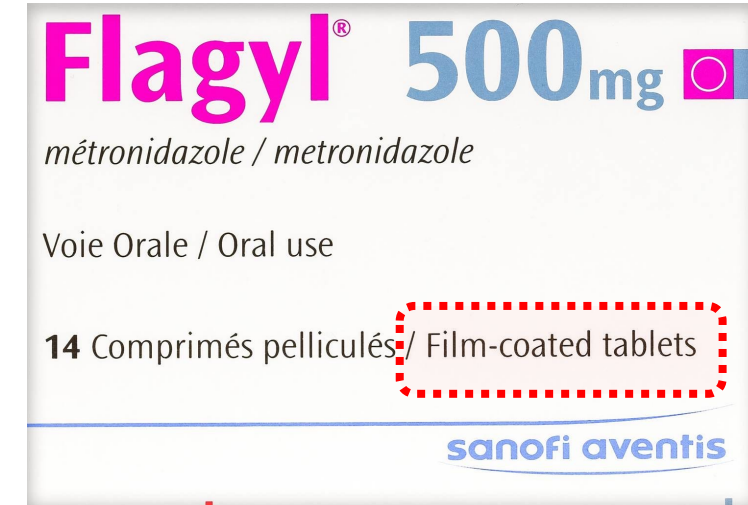 Flagyl® 500mg
métronidazole / metronidazole
Voie Orale / Oral use
14 Comprimés pelliculés / Film-coated tablets
sanofi aventis